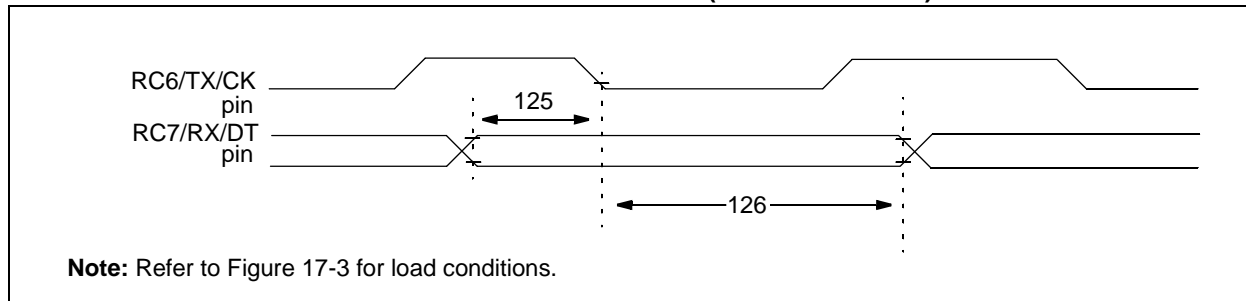 RC6/TX/CK
pin
125
RC7/RX/DT
pin
126
Note: Refer to Figure 17-3 for load conditions.